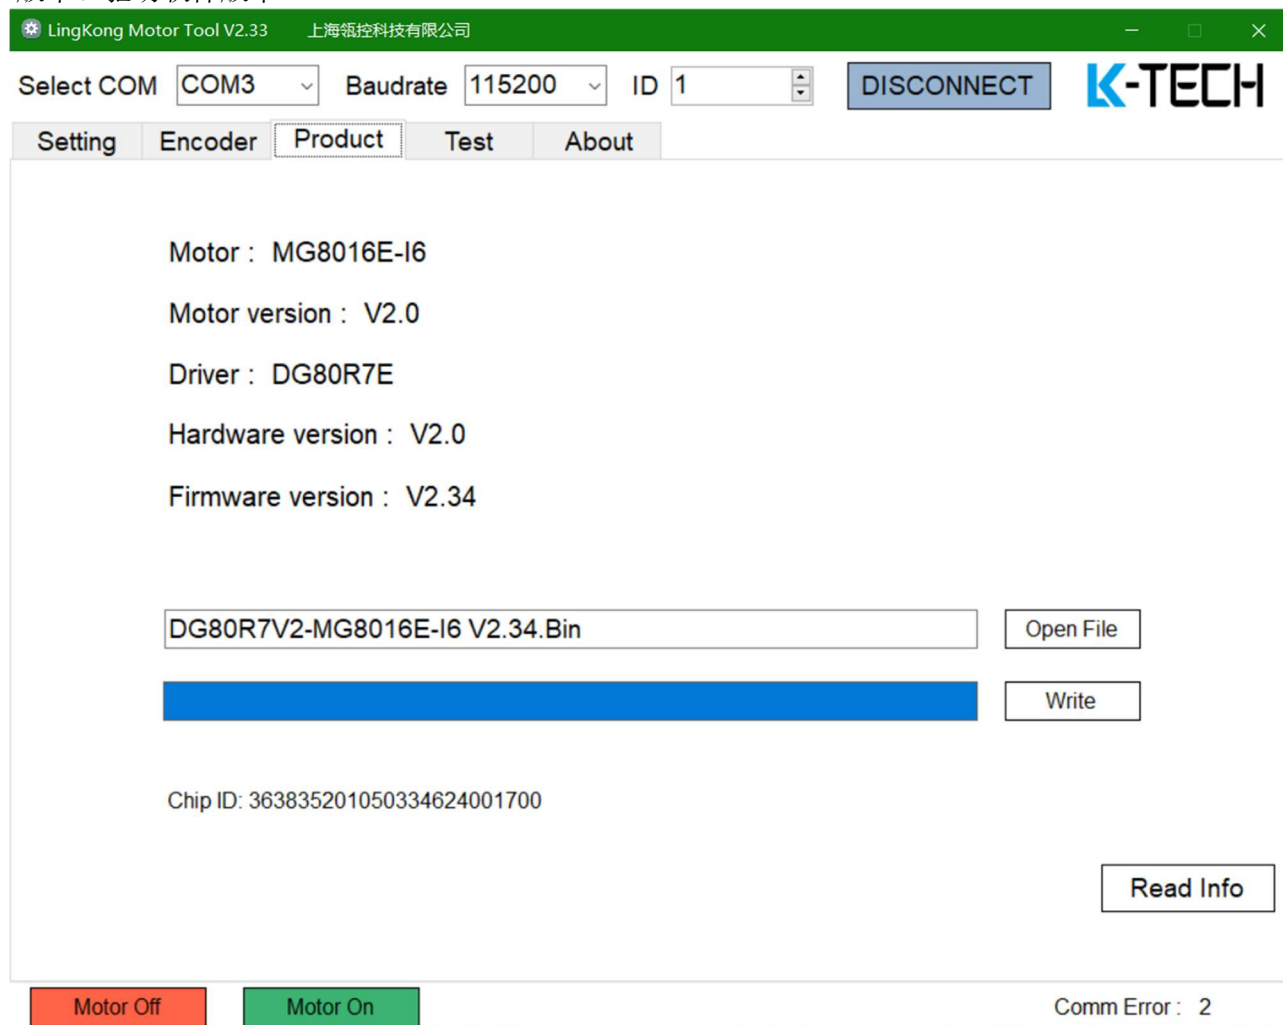 LingKong Motor Tool V2.33 上海瓴控科技有限公司
Select COM COM3 Baudrate 115200 ID 1 DISCONNECT K-TECH
Setting Encoder Product Test About
Motor : MG8016E-I6
Motor version : V2.0
Driver : DG80R7E
Hardware version : V2.0
Firmware version : V2.34
DG80R7V2-MG8016E-I6 V2.34.Bin Open File
Write
Chip ID: 363835201050334624001700
Read Info
Motor Off Motor On Comm Error : 2